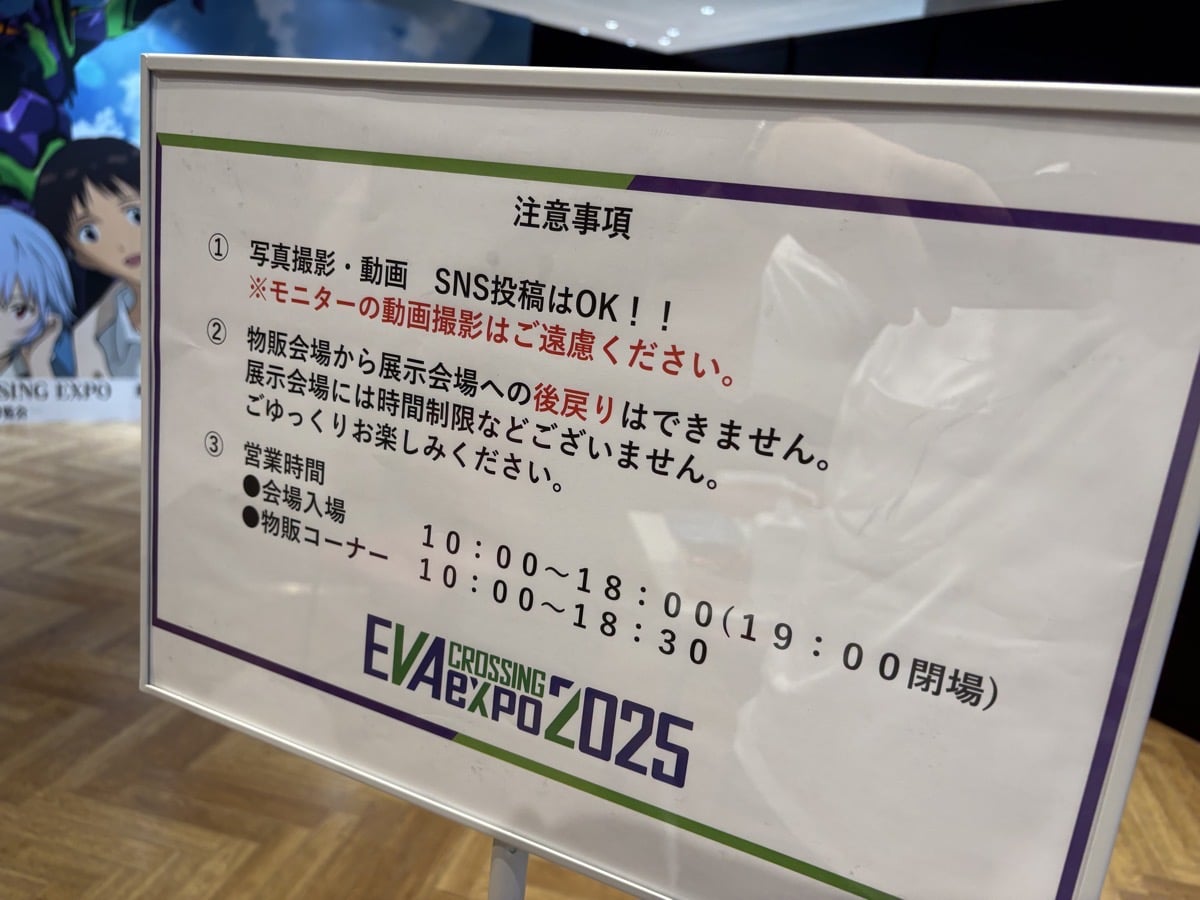 注意事項
① 写真撮影・動画　SNS投稿はOK！！
※モニターの動画撮影はご遠慮ください。
② 物販会場から展示会場への後戻りはできません。
展示会場には時間制限などございません。
ごゆっくりお楽しみください。
③ 営業時間
●会場入場　１０：００～１８：００(１９：００閉場)
●物販コーナー　１０：００～１８：３０
EVA CROSSING expo 2025
SSING EXPO